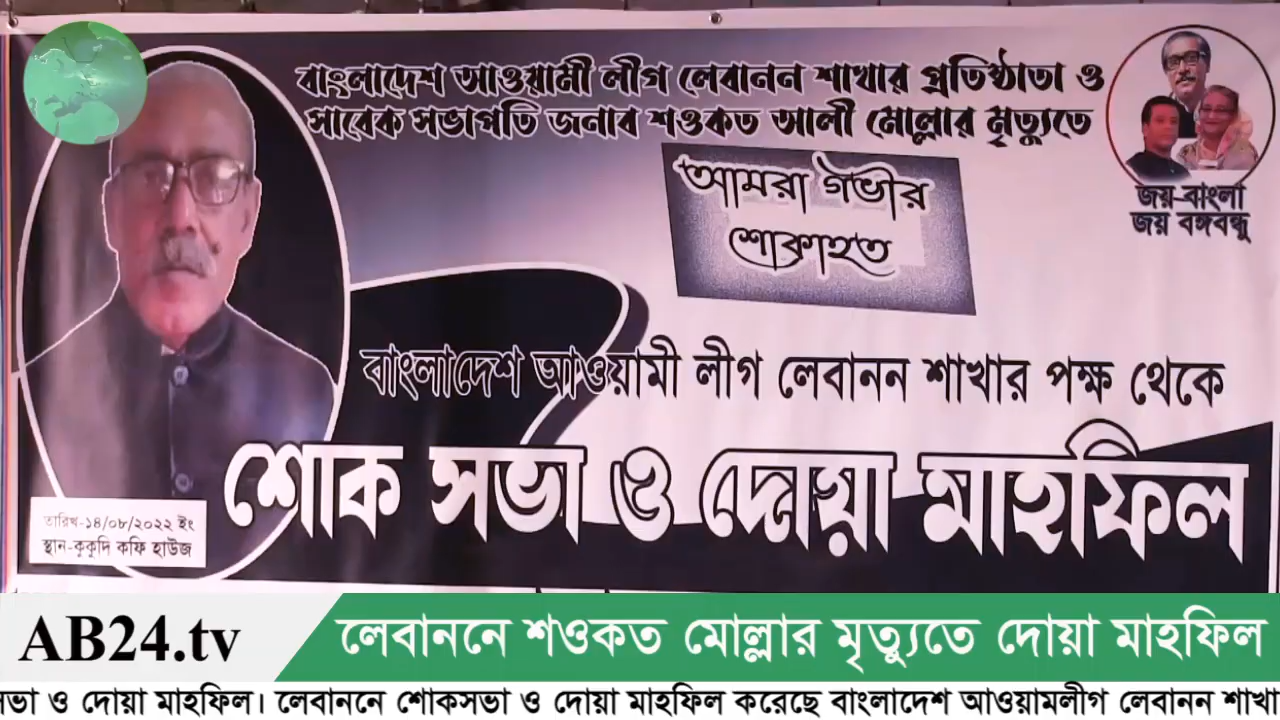 বাংলাদেশ আওয়ামী লীগ লেবানন শাখার প্রতিষ্ঠাতা ও
সাবেক সভাপতি জনাব শওকত আলী মোল্লার মৃত্যুতে
আমরা গভীর
শোকাহত
জয়-বাংলা
জয় বঙ্গবন্ধু
বাংলাদেশ আওয়ামী লীগ লেবানন শাখার পক্ষ থেকে
শোক সভা ও দোয়া মাহফিল
তারিখ-১৪/০৮/২০২২ ইং
স্থান-কুকুদি কফি হাউজ
AB24.tv
লেবাননে শওকত মোল্লার মৃত্যুতে দোয়া মাহফিল
সভা ও দোয়া মাহফিল। লেবাননে শোকসভা ও দোয়া মাহফিল করেছে বাংলাদেশ আওয়ামলীগ লেবানন শাখা